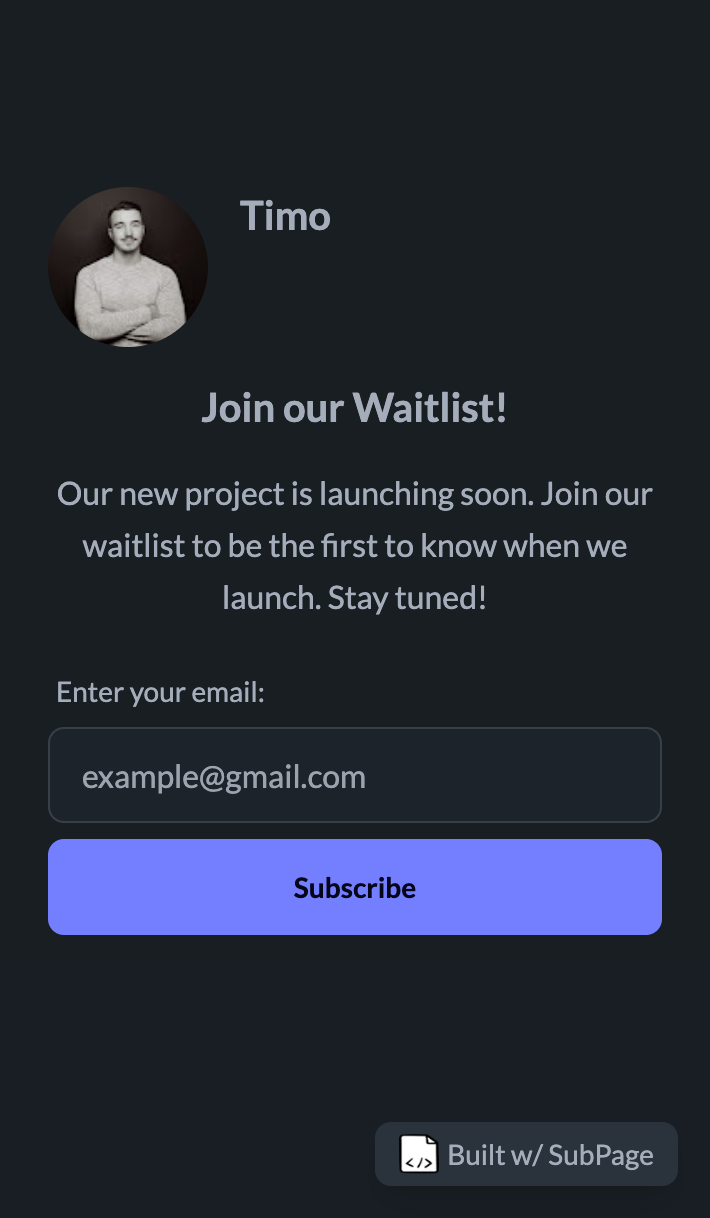 Timo
Join our Waitlist!
Our new project is launching soon. Join our
waitlist to be the first to know when we
launch. Stay tuned!
Enter your email:
example@gmail.com
Subscribe
</> Built w/ SubPage